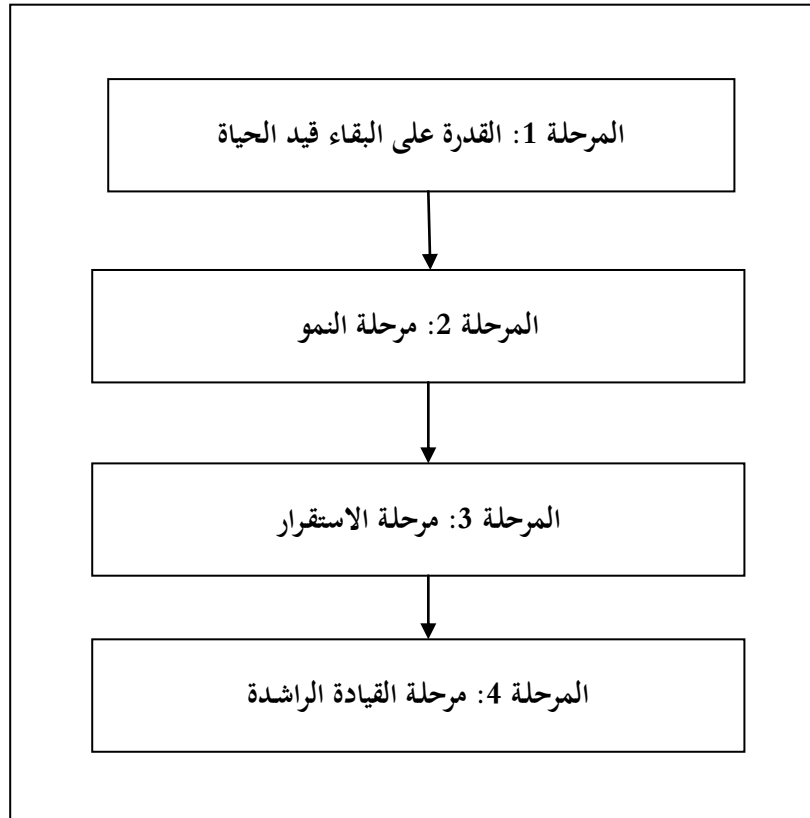 المرحلة 1: القدرة على البقاء قيد الحياة
المرحلة 2: مرحلة النمو
المرحلة 3: مرحلة الاستقرار
المرحلة 4: مرحلة القيادة الراشدة